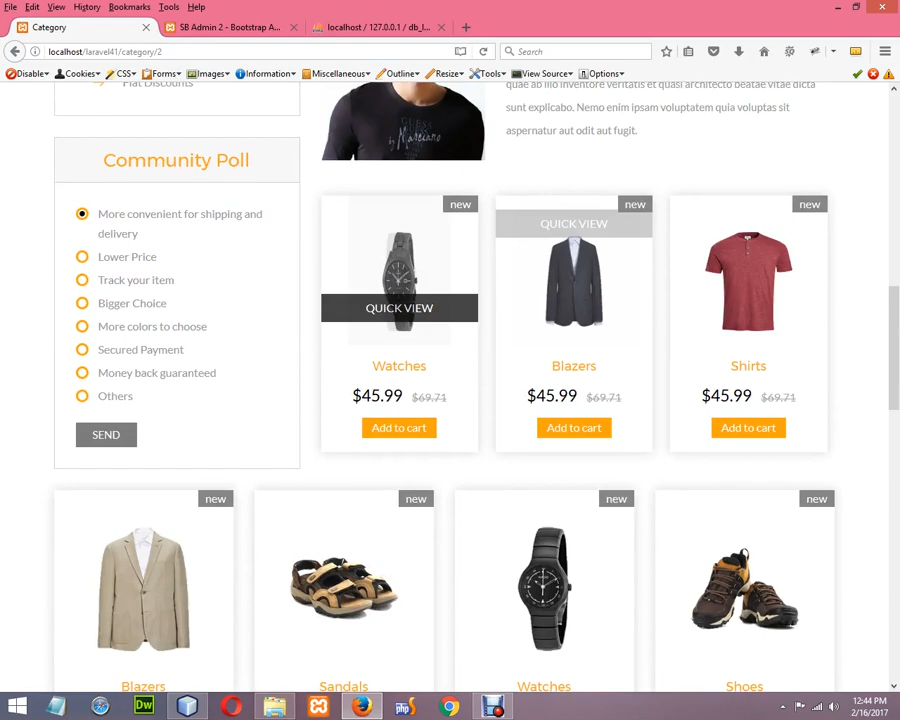 File Edit View History Bookmarks Tools Help
Category
SB Admin 2 - Bootstrap A...
localhost / 127.0.0.1 / db_l...
localhost/laravel41/category/2
Search
Disable Cookies CSS Forms Images Information Miscellaneous Outline Resize Tools View Source Options
Flat Discounts
quae ab illo inventore veritatis et quasi architecto beatae vitae dicta
sunt explicabo. Nemo enim ipsam voluptatem quia voluptas sit
aspernatur aut odit aut fugit.
GUESS
by Marciano
Community Poll
More convenient for shipping and
delivery
Lower Price
Track your item
Bigger Choice
More colors to choose
Secured Payment
Money back guaranteed
Others
SEND
new
QUICK VIEW
Watches
$45.99 $69.71
Add to cart
new
QUICK VIEW
Blazers
$45.99 $69.71
Add to cart
new
Shirts
$45.99 $69.71
Add to cart
new
Blazers
new
Sandals
new
Watches
new
Shoes
Dw
php
12:44 PM
2/16/2017